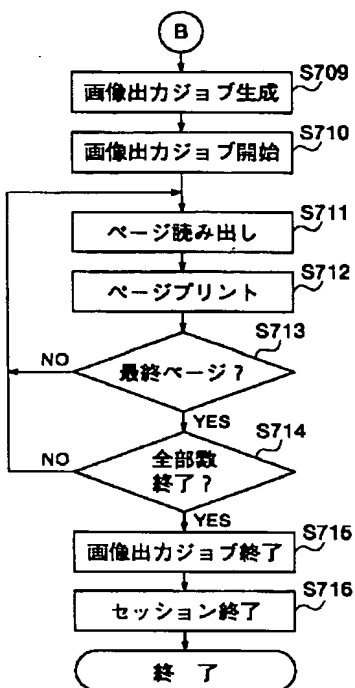 B
S709
画像出力ジョブ生成
S710
画像出力ジョブ開始
S711
ページ読み出し
S712
ページプリント
S713
最終ページ?
NO
YES
S714
全部数
終了?
NO
YES
S715
画像出力ジョブ終了
S716
セッション終了
終 了